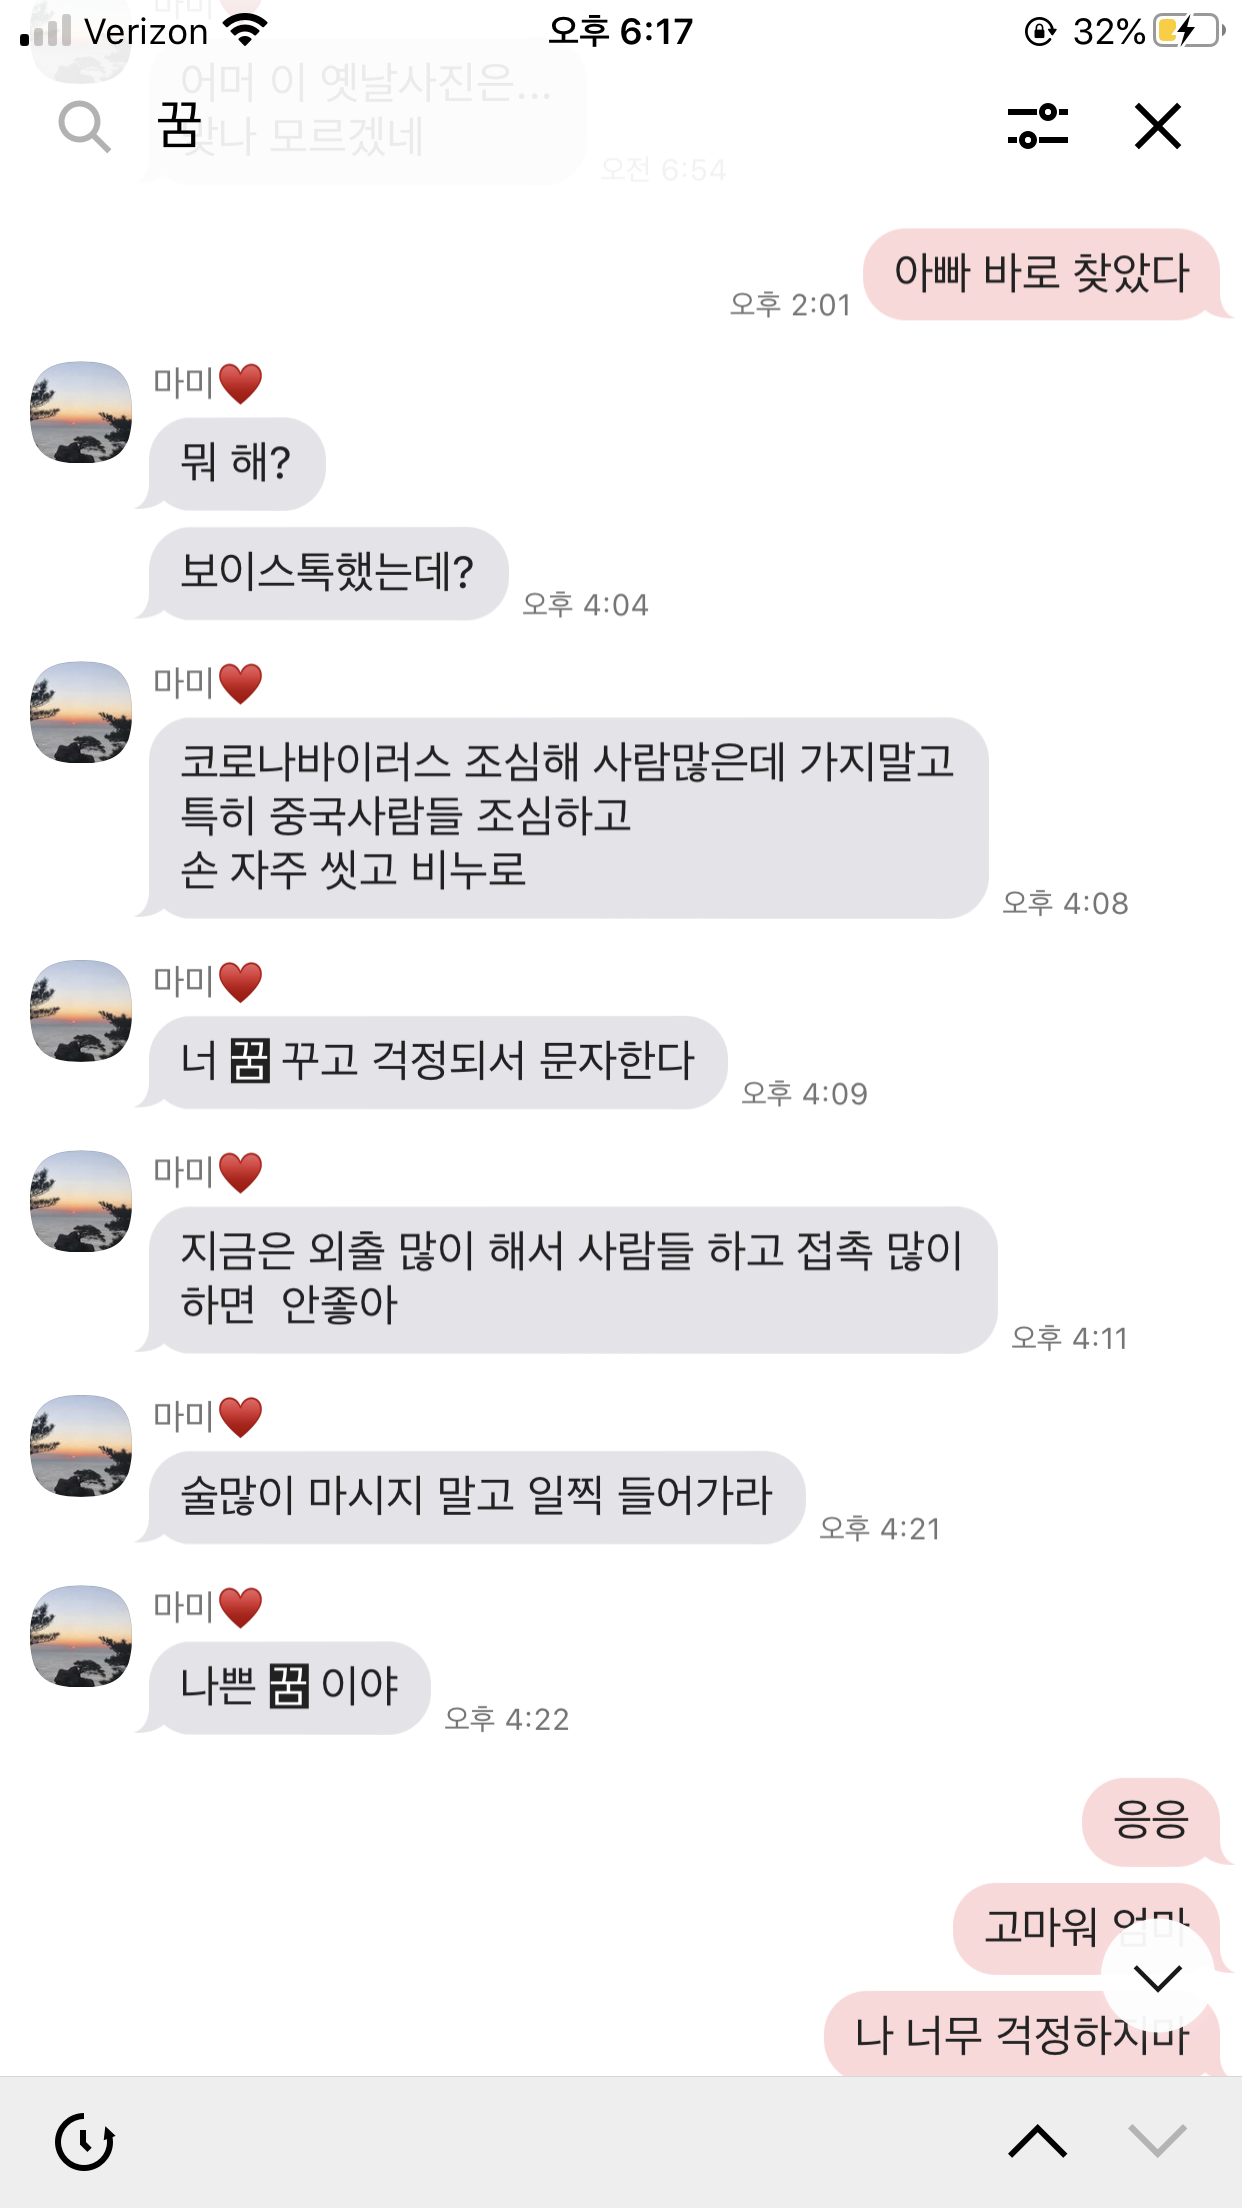 Verizon
오후 6:17
32%
마미
어머 이 옛날사진은...
맞나 모르겠네
오전 6:54
꿈
아빠 바로 찾았다
오후 2:01
마미
뭐 해?
보이스톡했는데?
오후 4:04
마미
코로나바이러스 조심해 사람많은데 가지말고
특히 중국사람들 조심하고
손 자주 씻고 비누로
오후 4:08
마미
너 꿈 꾸고 걱정되서 문자한다
오후 4:09
마미
지금은 외출 많이 해서 사람들 하고 접촉 많이
하면  안좋아
오후 4:11
마미
술많이 마시지 말고 일찍 들어가라
오후 4:21
마미
나쁜 꿈 이야
오후 4:22
응응
고마워 엄마
나 너무 걱정하지마